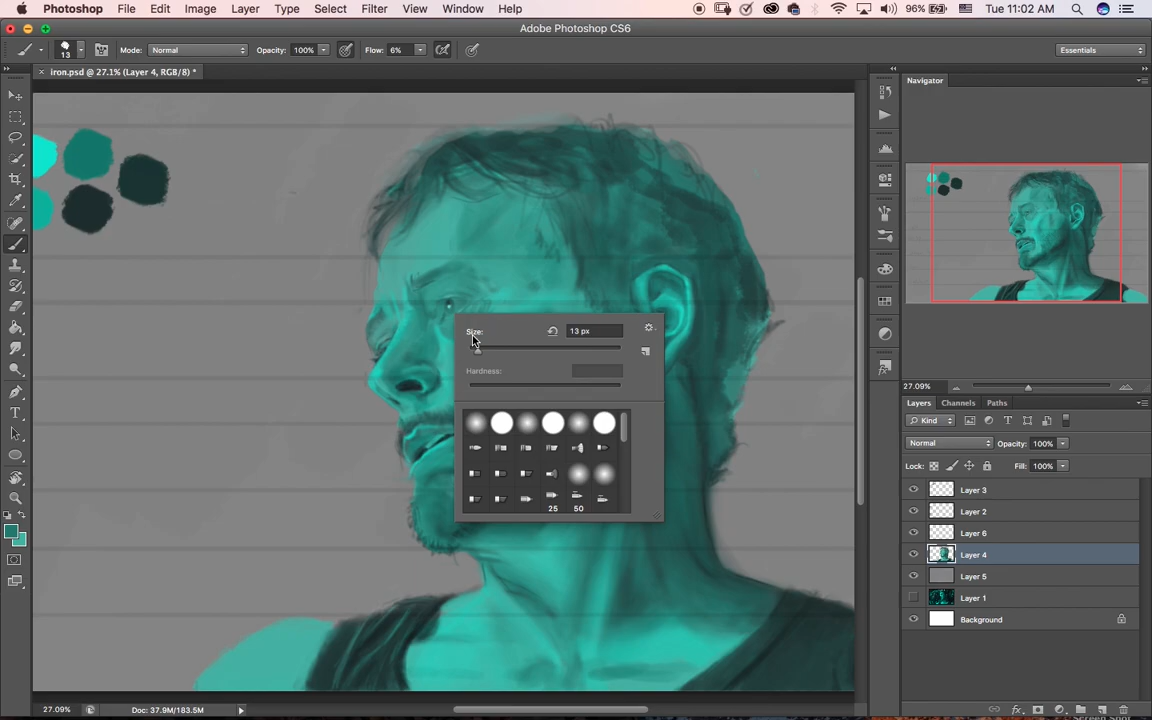 Photoshop File Edit Image Layer Type Select Filter View Window Help 96% Tue 11:02 AM
Adobe Photoshop CS6
13 Mode: Normal Opacity: 100% Flow: 6% Essentials
× iron.psd @ 27.1% (Layer 4, RGB/8) *
Navigator
Size: 13 px
Hardness:
25 50
27.09%
Layers Channels Paths
Kind
Normal Opacity: 100%
Lock: Fill: 100%
Layer 3
Layer 2
Layer 6
Layer 4
Layer 5
Layer 1
Background
27.09% Doc: 37.9M/183.5M